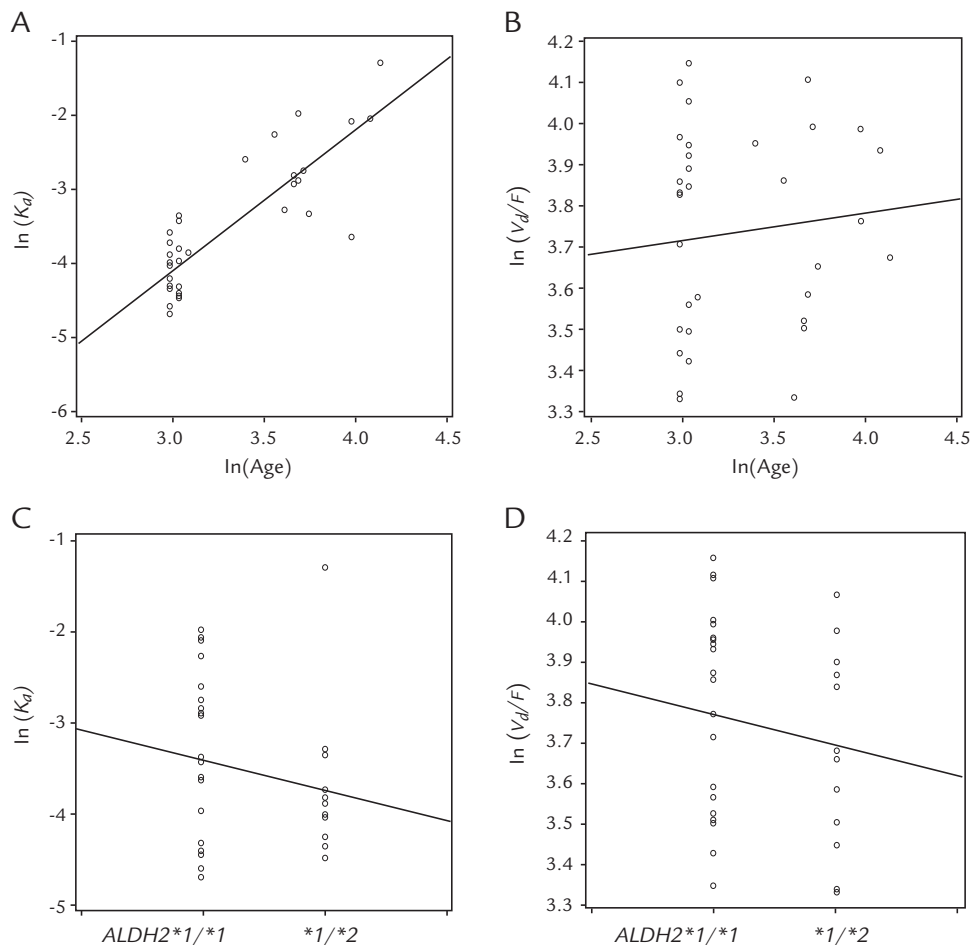 A
-1
-2
-3
-4
-5
-6
ln (Ka)
2.5 3.0 3.5 4.0 4.5
ln(Age)
B
4.2
4.1
4.0
3.9
3.8
3.7
3.6
3.5
3.4
3.3
ln (Vd/F)
2.5 3.0 3.5 4.0 4.5
ln(Age)
C
-1
-2
-3
-4
-5
ln (Ka)
ALDH2*1/*1 *1/*2
D
4.2
4.1
4.0
3.9
3.8
3.7
3.6
3.5
3.4
3.3
ln (Vd/F)
ALDH2*1/*1 *1/*2